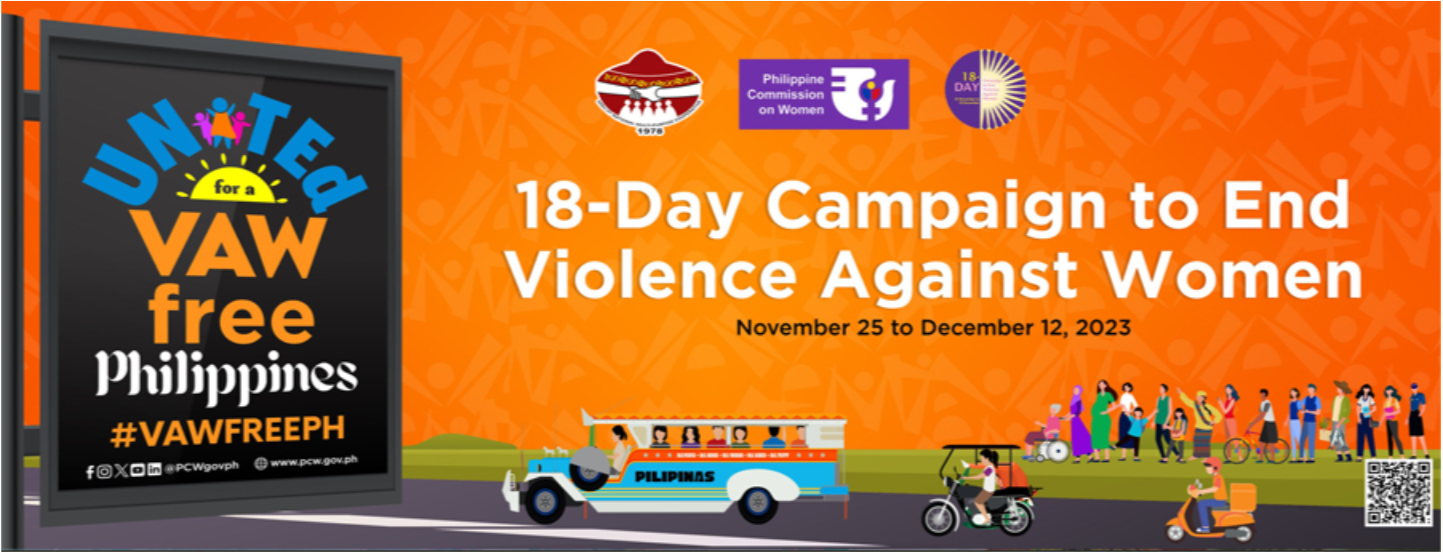 UNiTEd
for a
VAW
free
Philippines
#VAWFREEPH
@PCWgovph www.pcw.gov.ph
1978
Philippine
Commission
on Women
18-
DAY
18-Day Campaign to End
Violence Against Women
November 25 to December 12, 2023
PILIPINAS